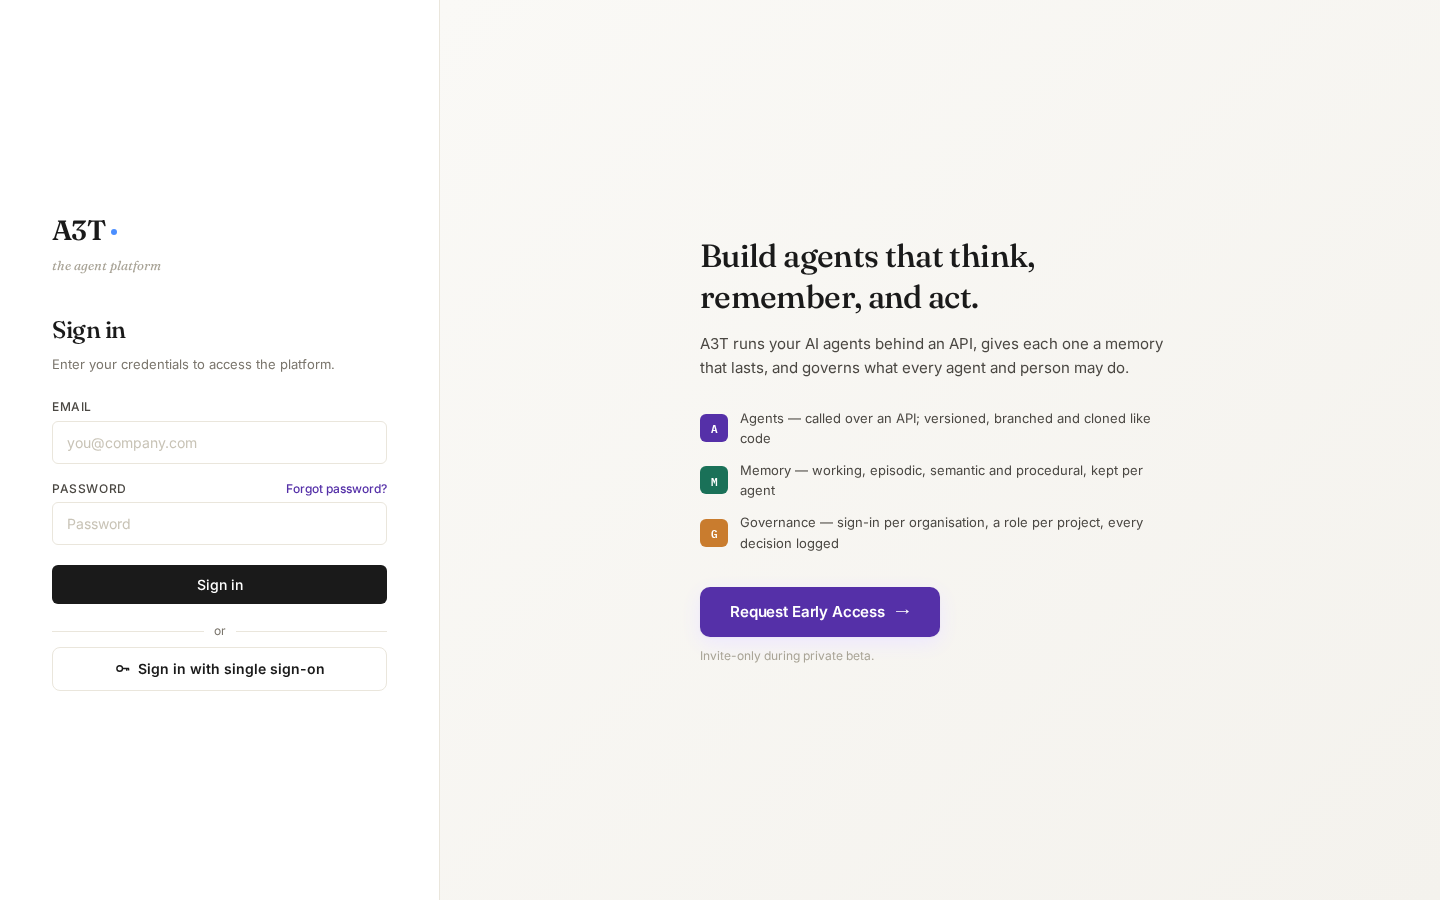 A3T
the agent platform
Sign in
Enter your credentials to access the platform.
EMAIL
you@company.com
PASSWORD
Forgot password?
Password
Sign in
or
Sign in with single sign-on
Build agents that think,
remember, and act.
A3T runs your AI agents behind an API, gives each one a memory
that lasts, and governs what every agent and person may do.
A
Agents — called over an API; versioned, branched and cloned like
code
M
Memory — working, episodic, semantic and procedural, kept per
agent
G
Governance — sign-in per organisation, a role per project, every
decision logged
Request Early Access →
Invite-only during private beta.